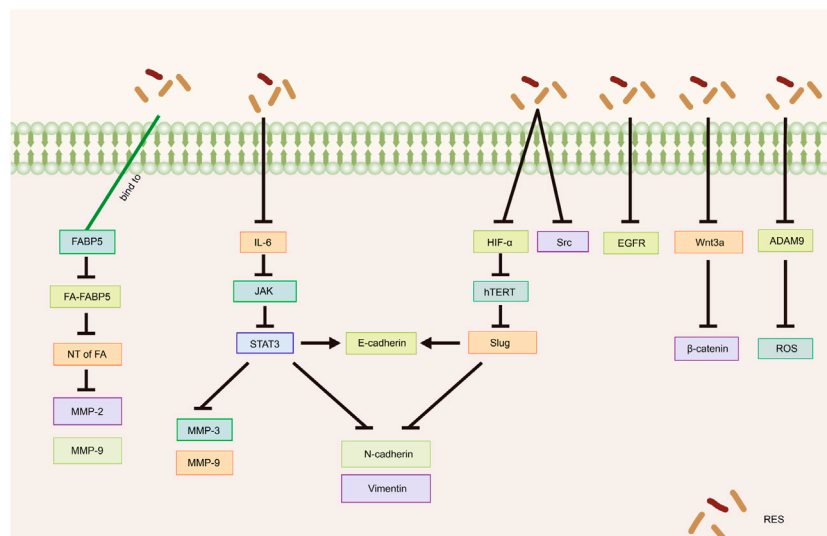 bind to
FABP5
IL-6
HIF-α
Src
EGFR
Wnt3a
ADAM9
FA-FABP5
JAK
hTERT
NT of FA
STAT3
E-cadherin
Slug
β-catenin
ROS
MMP-2
MMP-3
MMP-9
MMP-9
N-cadherin
Vimentin
RES